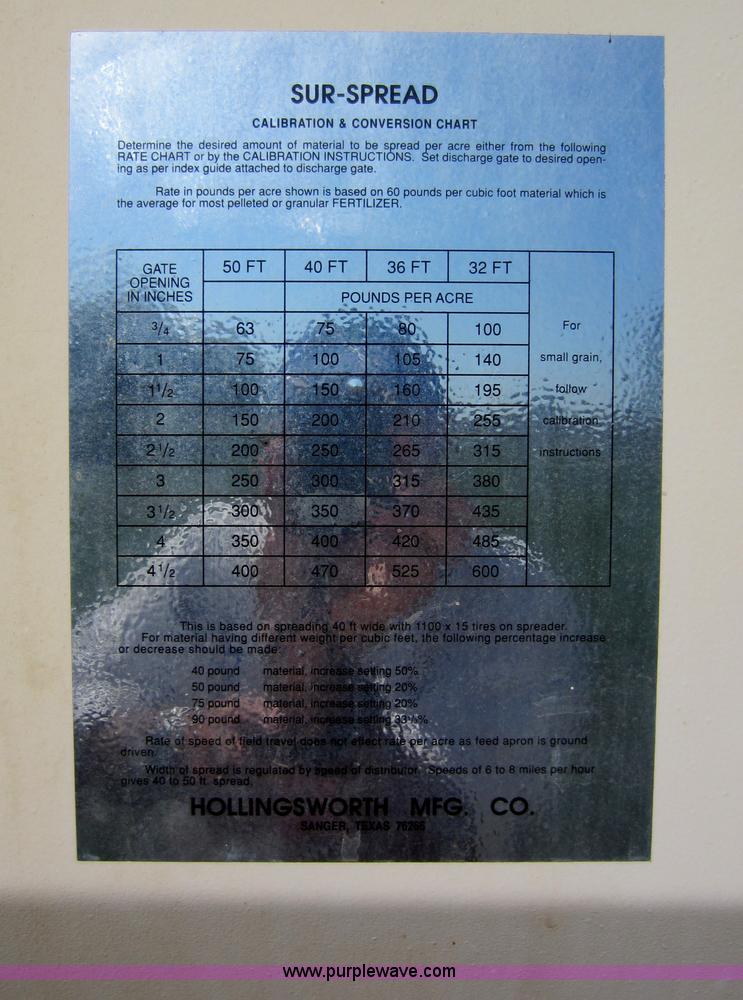 SUR-SPREAD
CALIBRATION & CONVERSION CHART
Determine the desired amount of material to be spread per acre either from the following
RATE CHART or by the CALIBRATION INSTRUCTIONS. Set discharge gate to desired open-
ing as per index guide attached to discharge gate.
Rate in pounds per acre shown is based on 60 pounds per cubic foot material which is
the average for most pelleted or granular FERTILIZER.
GATE OPENING IN INCHES 50 FT 40 FT 36 FT 32 FT
POUNDS PER ACRE
3/4 63 75 80 100 For
1 75 100 105 140 small grain,
1 1/2 100 150 160 195 follow
2 150 200 210 255 calibration
2 1/2 200 250 265 315 instructions
3 250 300 315 380
3 1/2 300 350 370 435
4 350 400 420 485
4 1/2 400 470 525 600
This is based on spreading 40 ft wide with 1100 x 15 tires on spreader.
For material having different weight per cubic feet, the following percentage increase
or decrease should be made:
40 pound material, increase setting 50%
50 pound material, increase setting 20%
75 pound material, increase setting 20%
90 pound material, increase setting 33 1/3%
Rate of speed of field travel does not effect rate per acre as feed apron is ground
driven.
Width of spread is regulated by speed of distributor. Speeds of 6 to 8 miles per hour
gives 40 to 50 ft. spread.
HOLLINGSWORTH MFG. CO.
SANGER, TEXAS 76266
www.purplewave.com